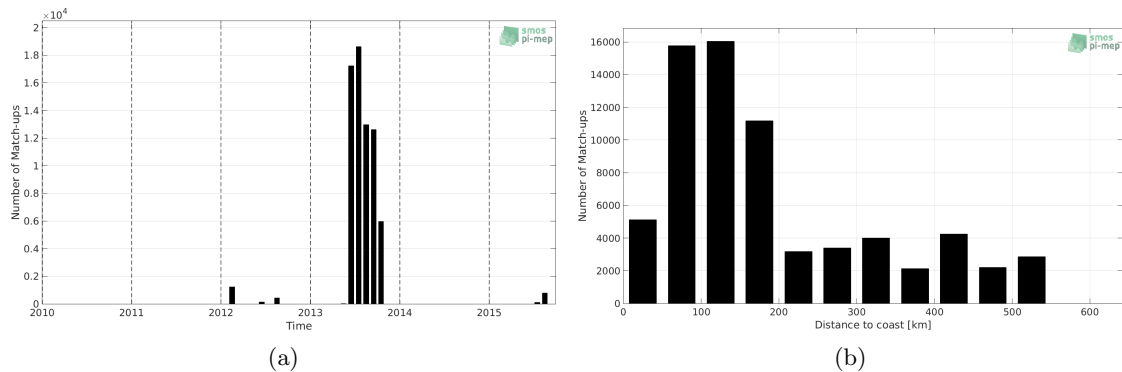 ×10⁴
2
1.8
1.6
1.4
1.2
1
0.8
0.6
0.4
0.2
0
Number of Match-ups
2010 2011 2012 2013 2014 2015
Time
smos
pi-mep
(a)
16000
14000
12000
10000
8000
6000
4000
2000
0
Number of Match-ups
0 100 200 300 400 500 600
Distance to coast [km]
smos
pi-mep
(b)